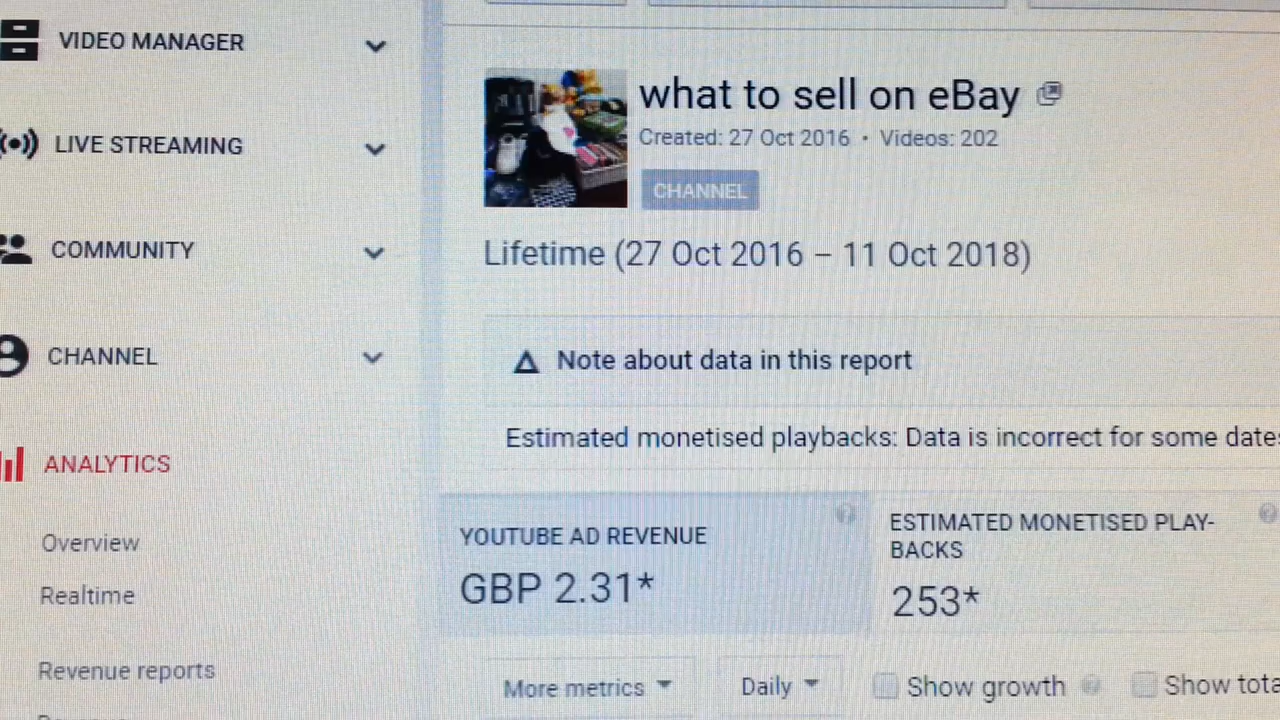 VIDEO MANAGER
LIVE STREAMING
COMMUNITY
CHANNEL
ANALYTICS
Overview
Realtime
Revenue reports
what to sell on eBay
Created: 27 Oct 2016 • Videos: 202
CHANNEL
Lifetime (27 Oct 2016 – 11 Oct 2018)
Note about data in this report
Estimated monetised playbacks: Data is incorrect for some date
YOUTUBE AD REVENUE
GBP 2.31*
ESTIMATED MONETISED PLAY-
BACKS
253*
More metrics
Daily
Show growth
Show tota